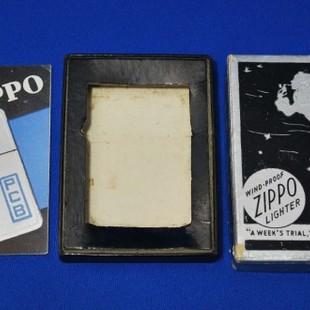 PPO
PCB
WIND-PROOF
ZIPPO
LIGHTER
"A WEEK'S TRIAL,